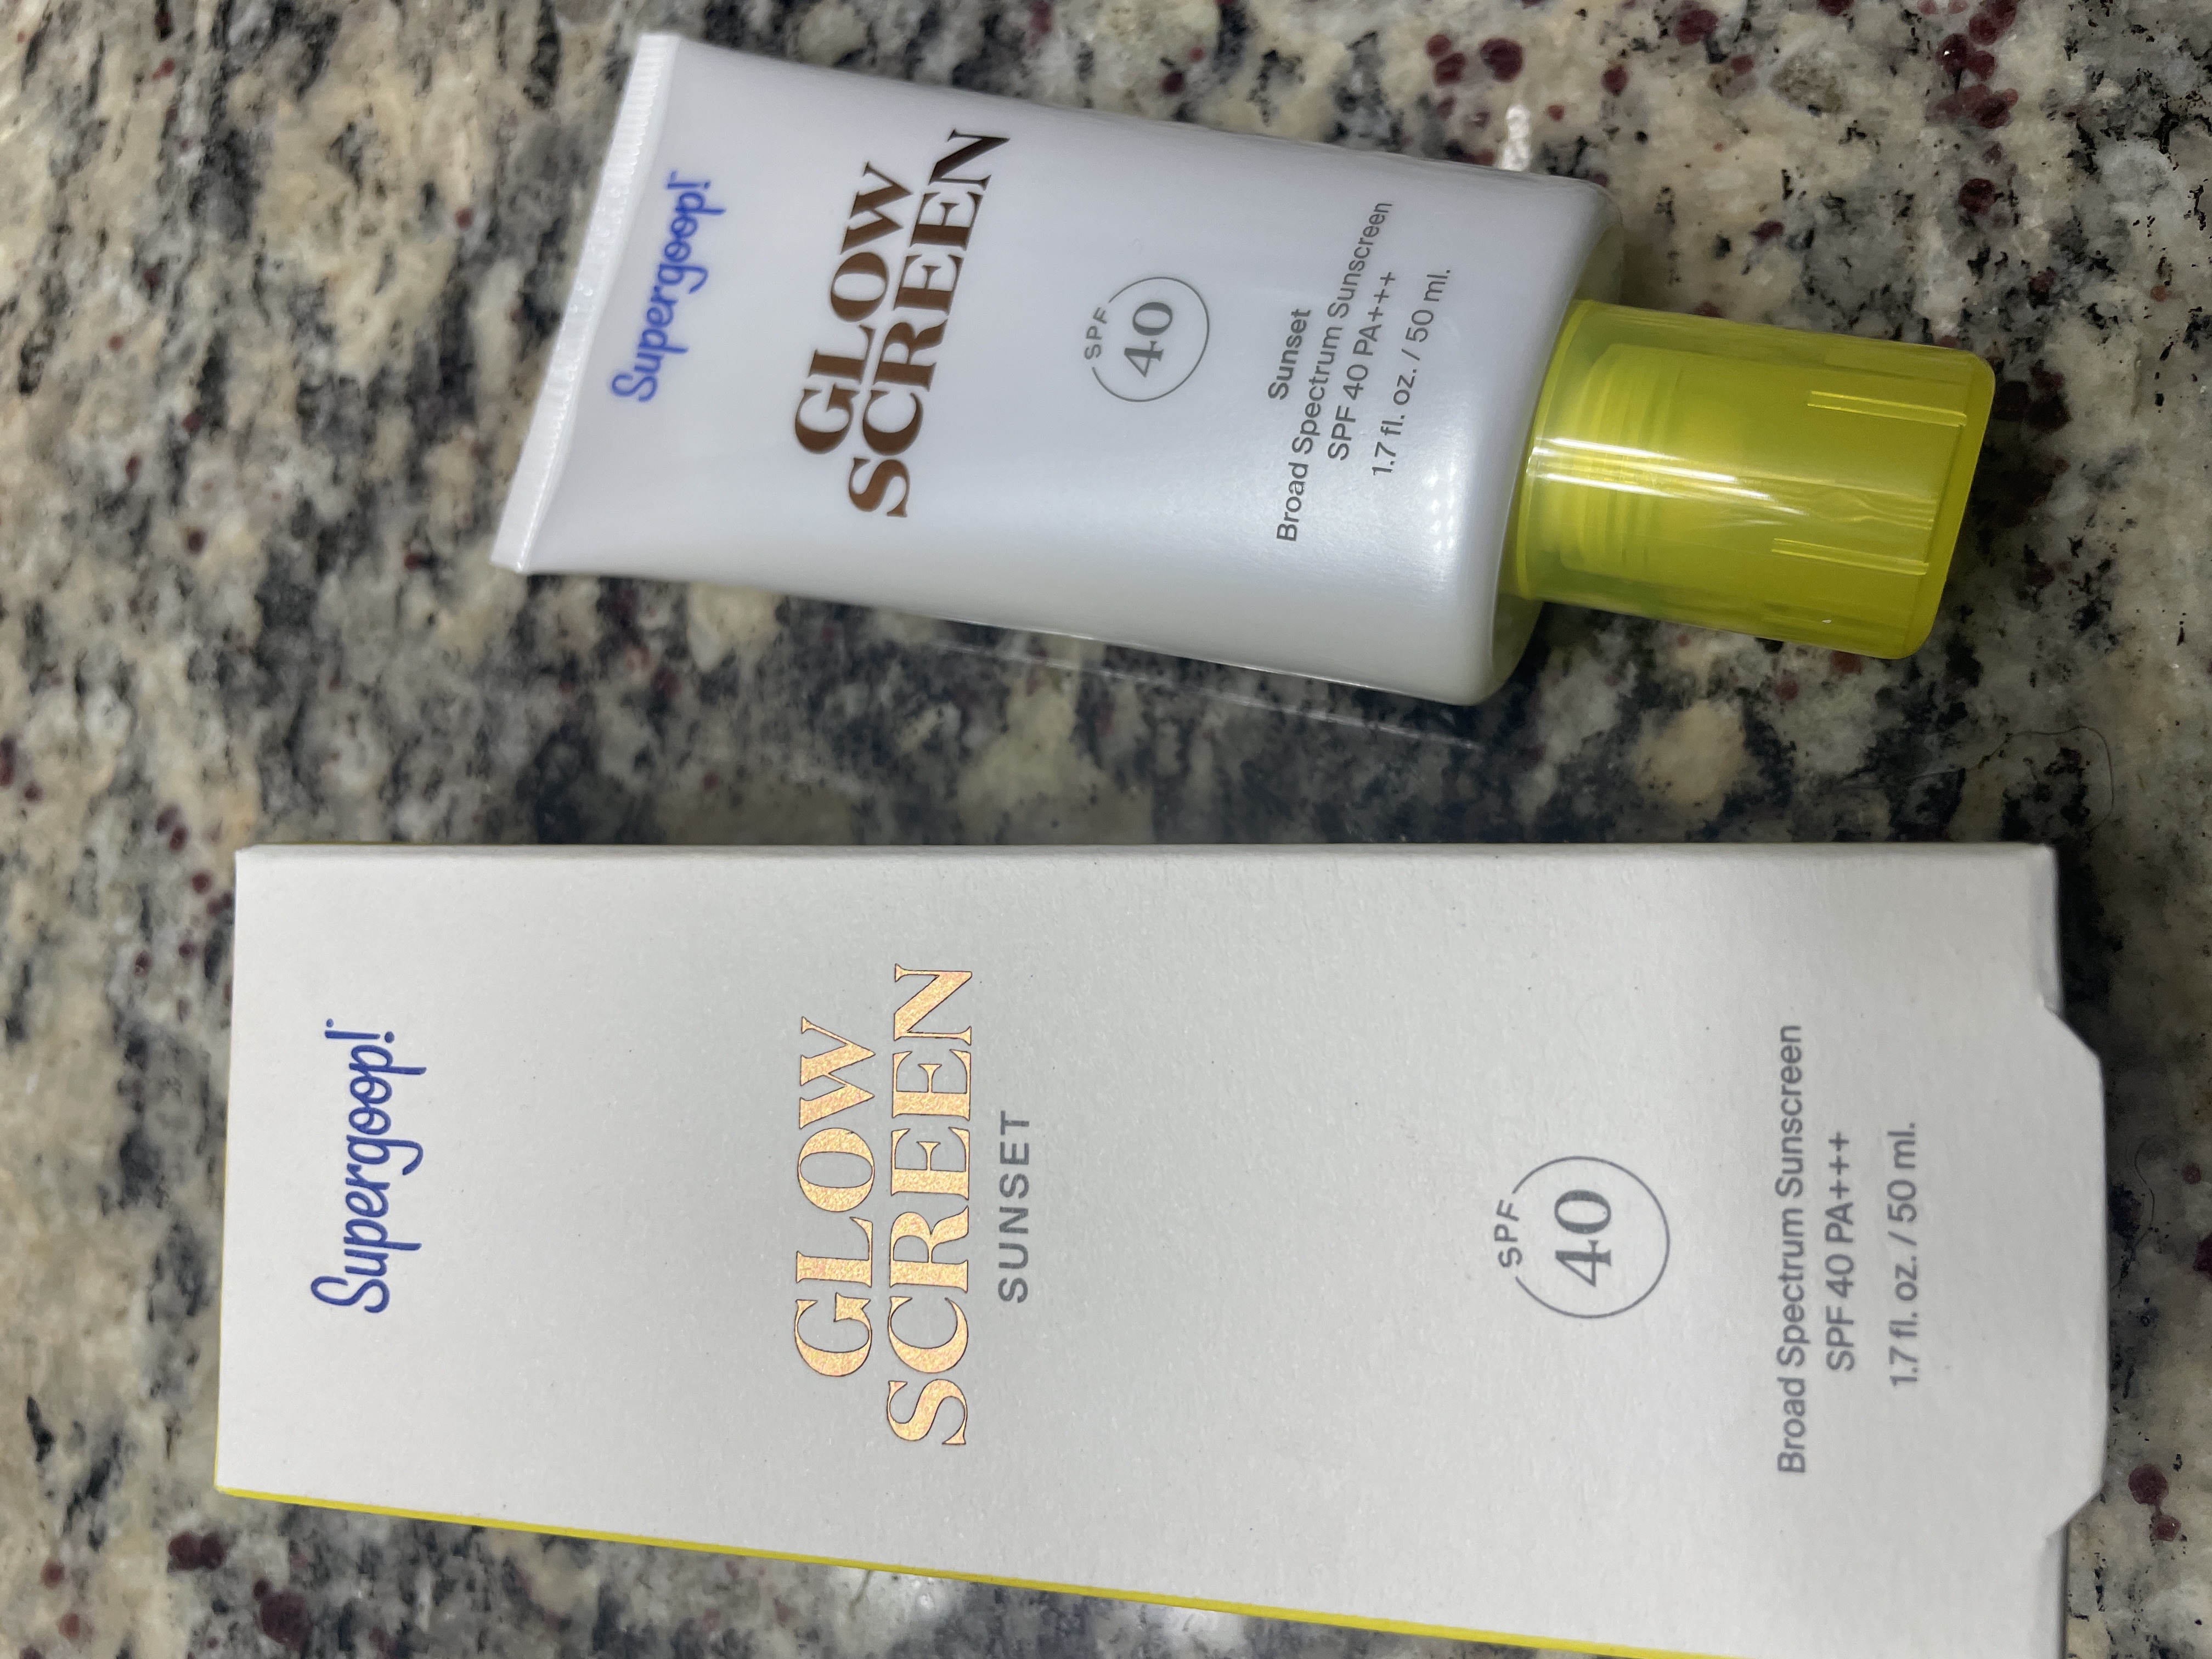 Supergoop!
GLOW
SCREEN
SPF
40
Sunset
Broad Spectrum Sunscreen
SPF 40 PA+++
1.7 fl. oz. / 50 ml.
Supergoop!
GLOW
SCREEN
SUNSET
SPF
40
Broad Spectrum Sunscreen
SPF 40 PA+++
1.7 fl. oz. / 50 ml.